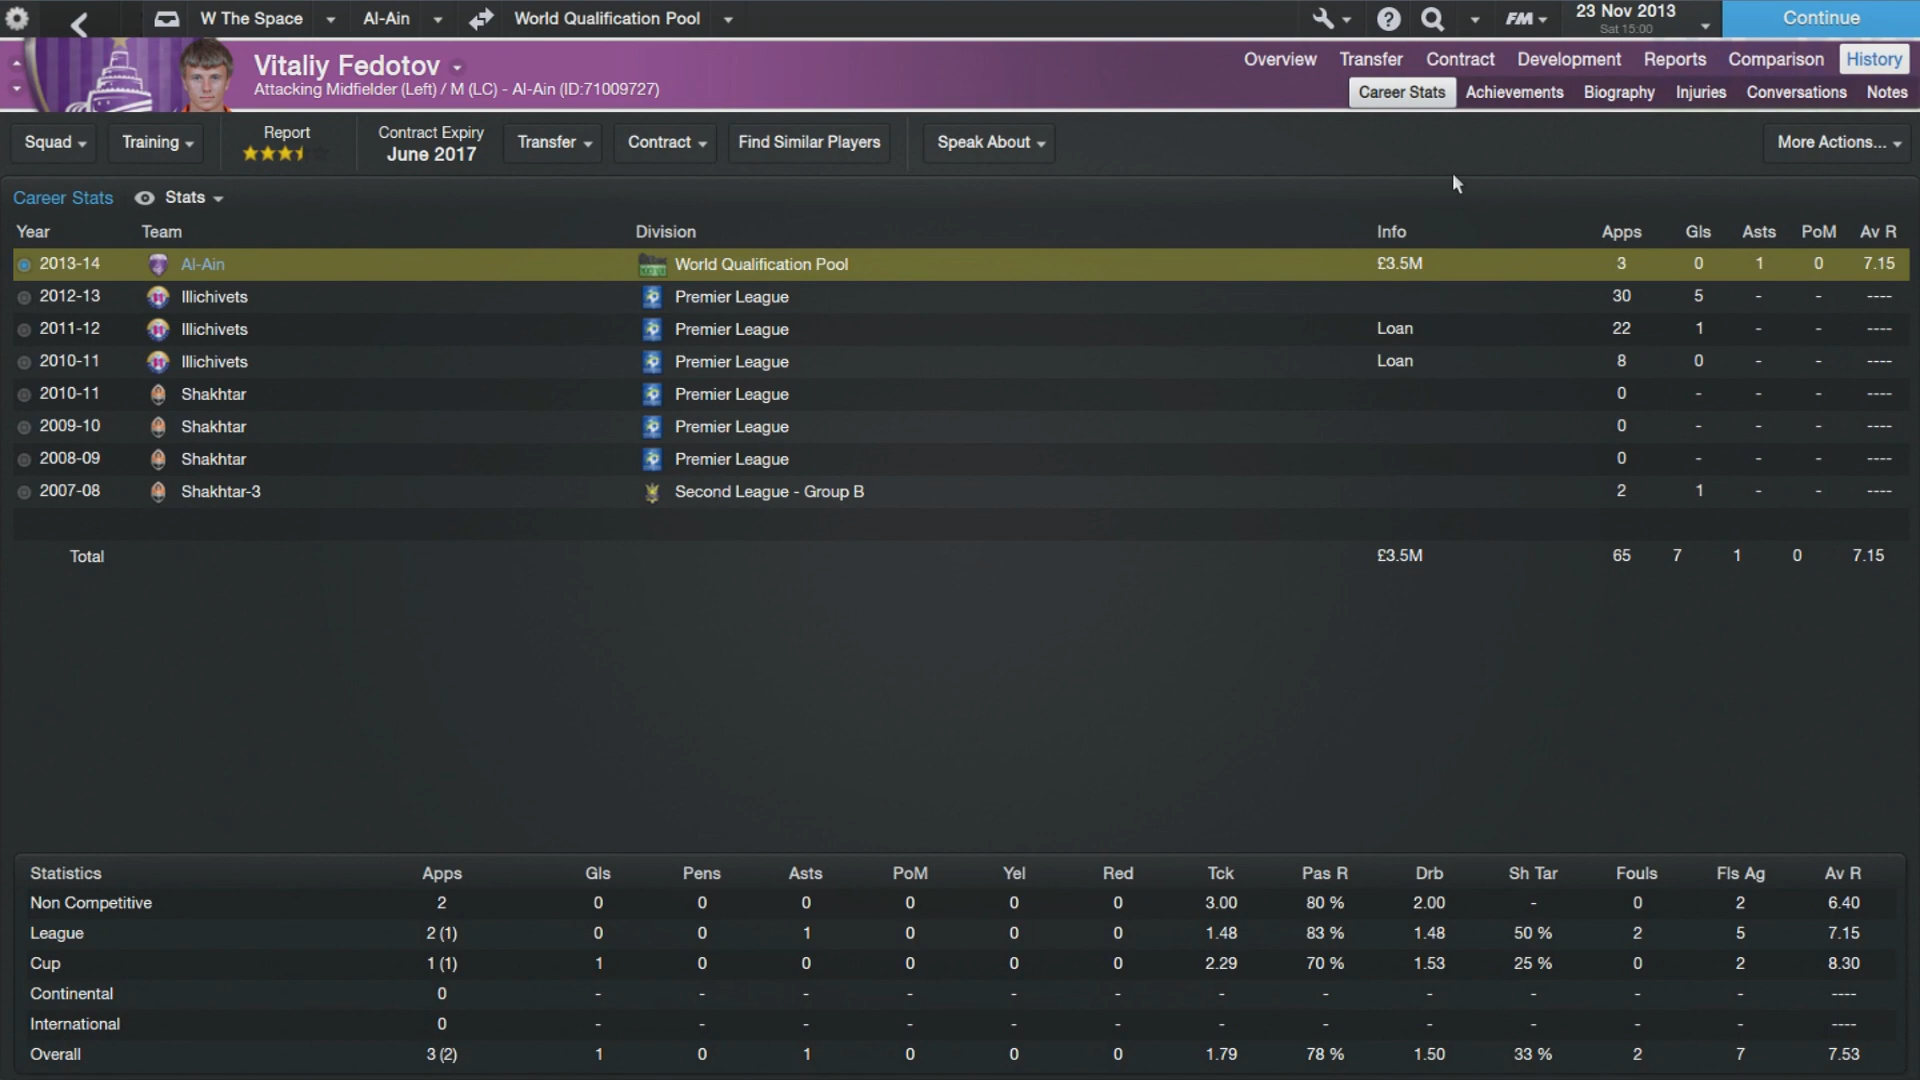 W The Space Al-Ain World Qualification Pool FM 23 Nov 2013 Sat 15:00 Continue
Vitaliy Fedotov
Attacking Midfielder (Left) / M (LC) - Al-Ain (ID:71009727)
Overview Transfer Contract Development Reports Comparison History
Career Stats Achievements Biography Injuries Conversations Notes
Squad Training Report Contract Expiry June 2017 Transfer Contract Find Similar Players Speak About More Actions...
Career Stats Stats
Year Team Division Info Apps Gls Asts PoM Av R
2013-14 Al-Ain World Qualification Pool £3.5M 3 0 1 0 7.15
2012-13 Illichivets Premier League 30 5 - - ----
2011-12 Illichivets Premier League Loan 22 1 - - ----
2010-11 Illichivets Premier League Loan 8 0 - - ----
2010-11 Shakhtar Premier League 0 - - - ----
2009-10 Shakhtar Premier League 0 - - - ----
2008-09 Shakhtar Premier League 0 - - - ----
2007-08 Shakhtar-3 Second League - Group B 2 1 - - ----
Total £3.5M 65 7 1 0 7.15
Statistics Apps Gls Pens Asts PoM Yel Red Tck Pas R Drb Sh Tar Fouls Fls Ag Av R
Non Competitive 2 0 0 0 0 0 0 3.00 80 % 2.00 - 0 2 6.40
League 2 (1) 0 0 1 0 0 0 1.48 83 % 1.48 50 % 2 5 7.15
Cup 1 (1) 1 0 0 0 0 0 2.29 70 % 1.53 25 % 0 2 8.30
Continental 0 - - - - - - - - - - - - ----
International 0 - - - - - - - - - - - - ----
Overall 3 (2) 1 0 1 0 0 0 1.79 78 % 1.50 33 % 2 7 7.53